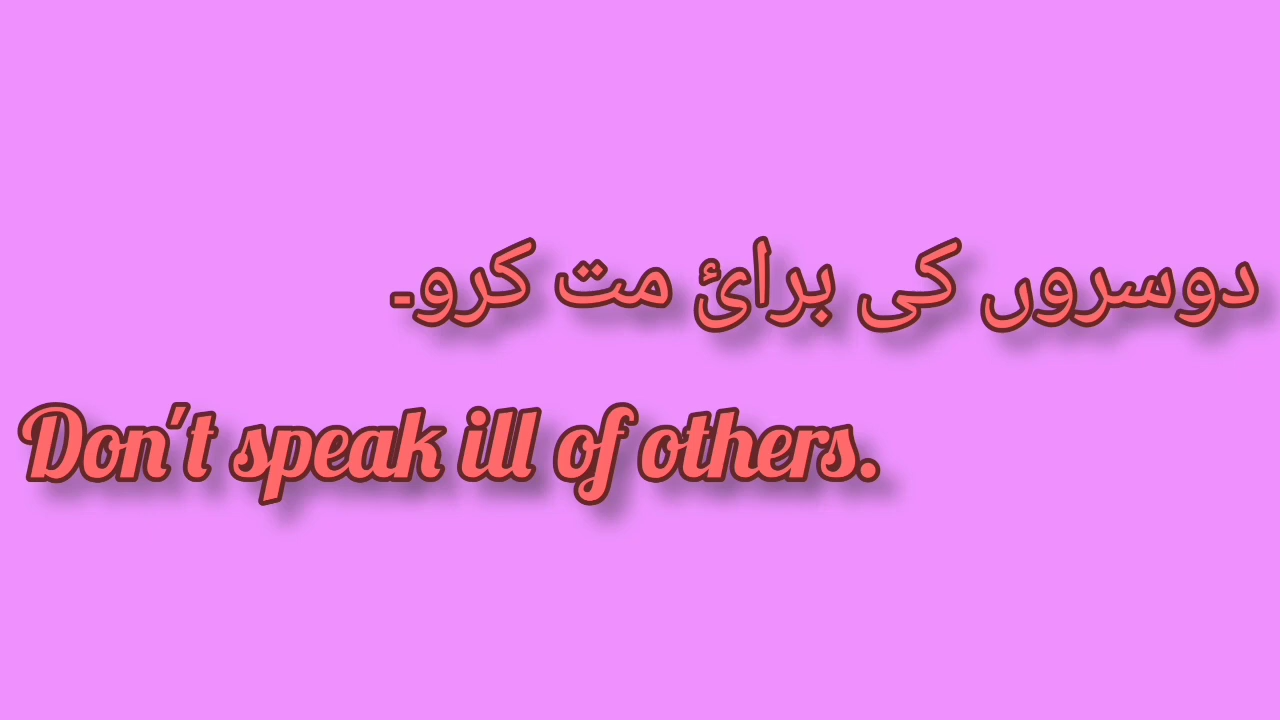 دوسروں کی برائ مت کرو۔
Don't speak ill of others.